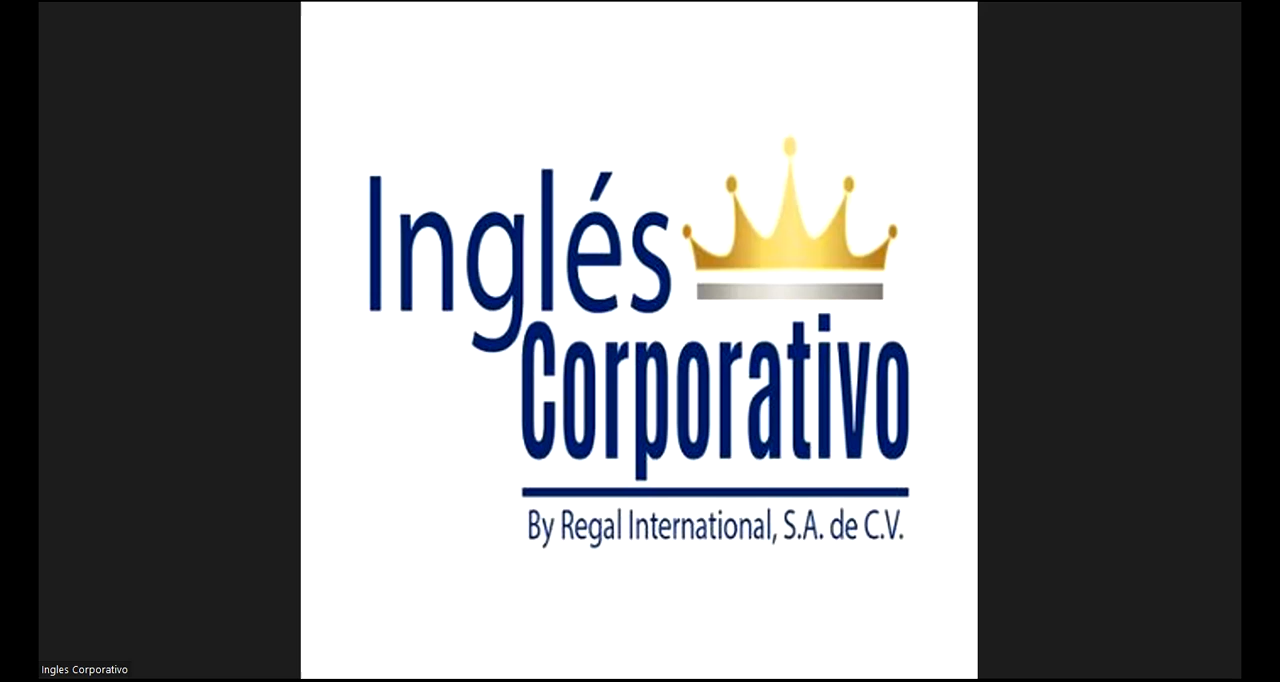 Inglés
Corporativo
By Regal International, S.A. de C.V.
Ingles Corporativo